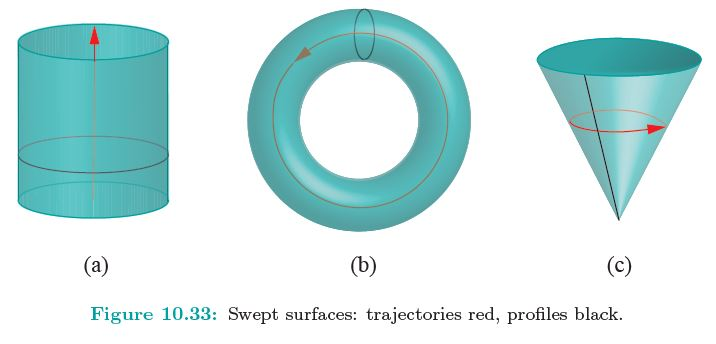 (a) (b) (c)
Figure 10.33: Swept surfaces: trajectories red, profiles black.